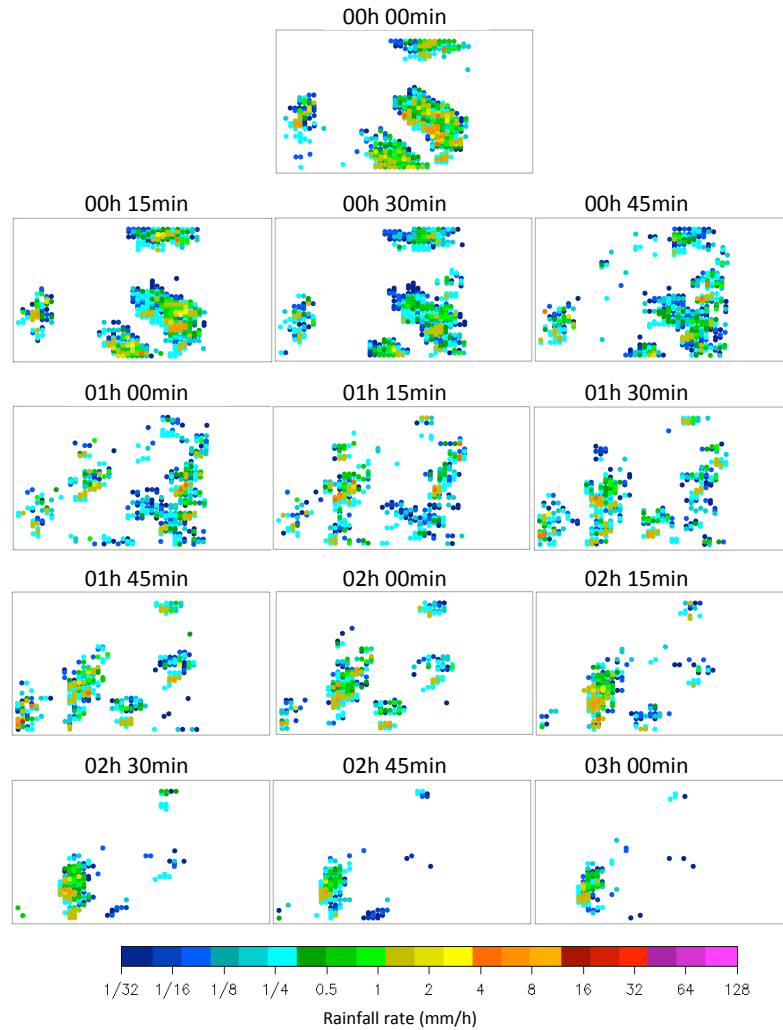 00h 00min
00h 15min 00h 30min 00h 45min
01h 00min 01h 15min 01h 30min
01h 45min 02h 00min 02h 15min
02h 30min 02h 45min 03h 00min
1/32 1/16 1/8 1/4 0.5 1 2 4 8 16 32 64 128
Rainfall rate (mm/h)